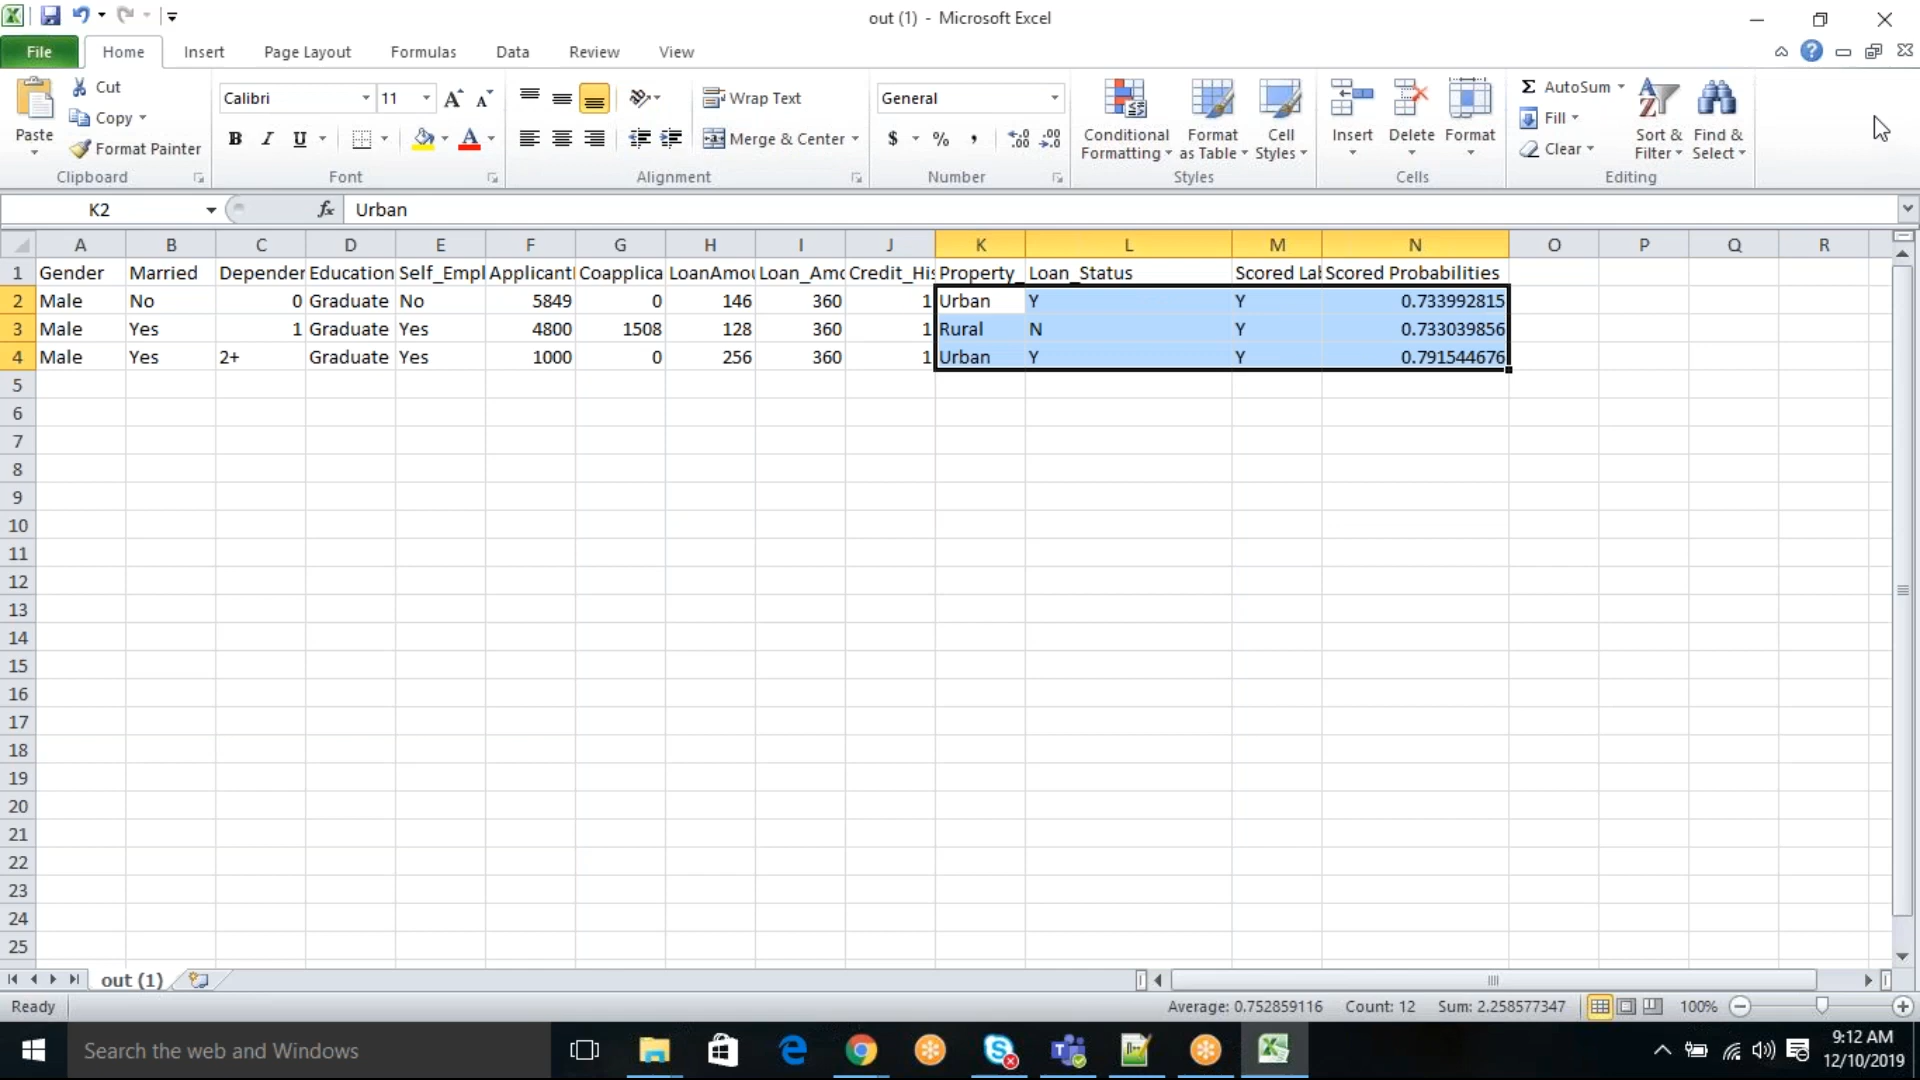 out (1) - Microsoft Excel
File Home Insert Page Layout Formulas Data Review View
Paste
Cut
Copy
Format Painter
Clipboard
Calibri 11
B I U
A
Font
Wrap Text
Merge & Center
Alignment
General
$ % ,
Number
Conditional Formatting
Format as Table
Cell Styles
Styles
Insert Delete Format
Cells
Σ AutoSum
Fill
Clear
Sort & Filter
Find & Select
Editing
K2 fx Urban
A B C D E F G H I J K L M N O P Q R
1 Gender Married Depender Education Self_Empl Applicant Coapplica LoanAmou Loan_Amo Credit_His Property_ Loan_Status Scored Lal Scored Probabilities
2 Male No 0 Graduate No 5849 0 146 360 1 Urban Y Y 0.733992815
3 Male Yes 1 Graduate Yes 4800 1508 128 360 1 Rural N Y 0.733039856
4 Male Yes 2+ Graduate Yes 1000 0 256 360 1 Urban Y Y 0.791544676
5
6
7
8
9
10
11
12
13
14
15
16
17
18
19
20
21
22
23
24
25
out (1)
Ready Average: 0.752859116 Count: 12 Sum: 2.258577347 100%
Search the web and Windows
9:12 AM
12/10/2019